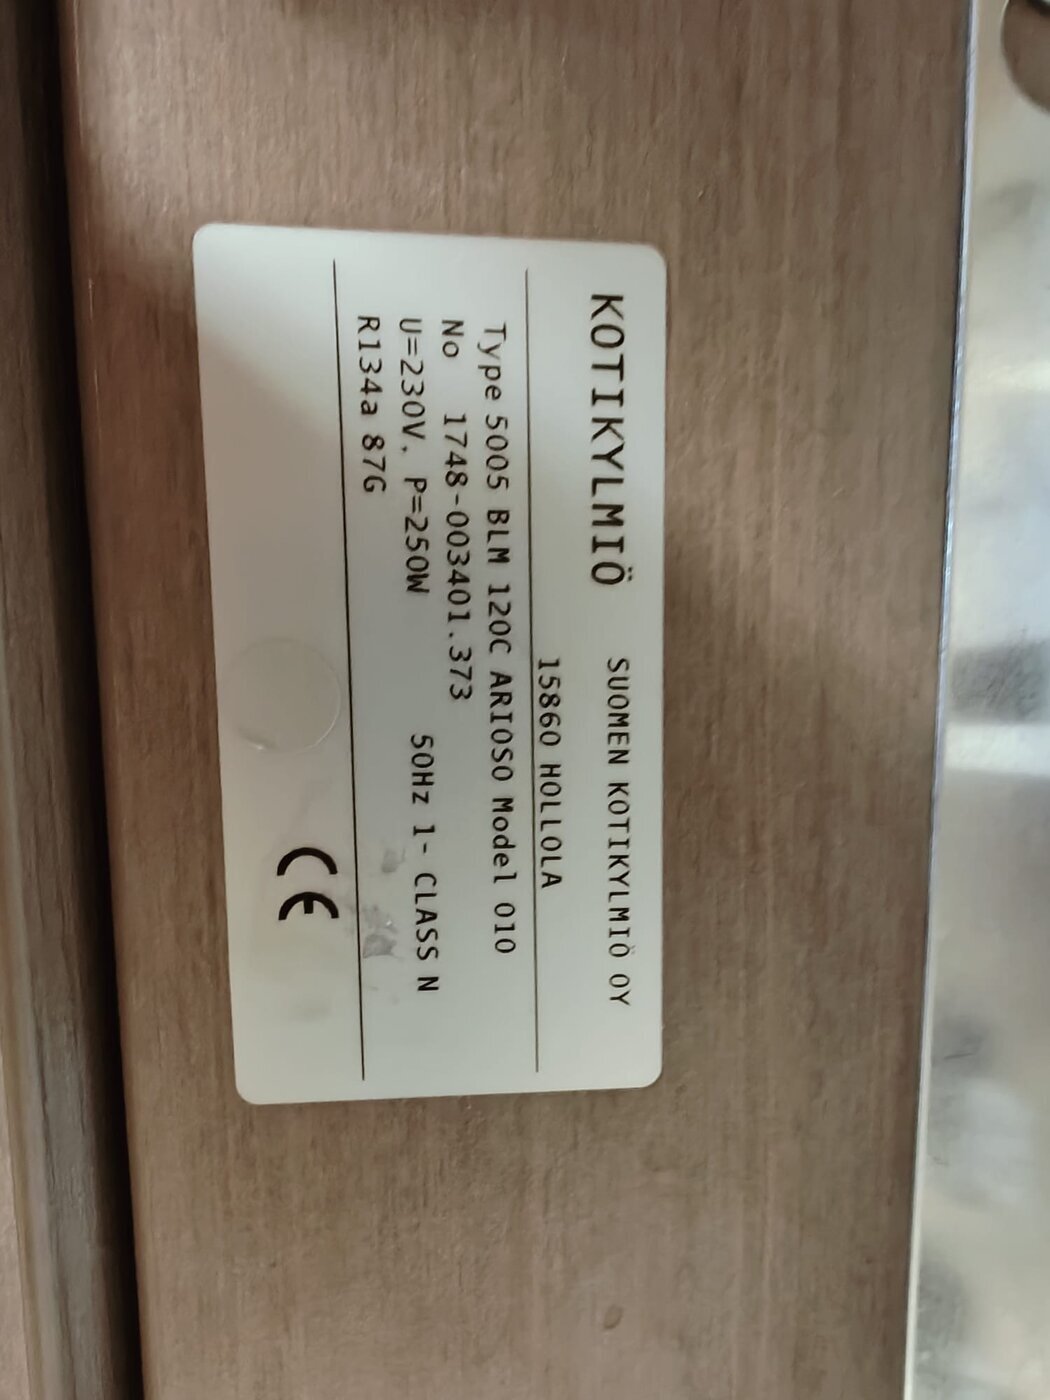 KOTIKYLMIÖ SUOMEN KOTIKYLMIÖ OY
15860 HOLLOLA
Type 5005 BLM 120C ARIOSO Model 010
No 1748-003401.373
U=230V. P=250W 50Hz 1- CLASS N
R134a 87G
CE